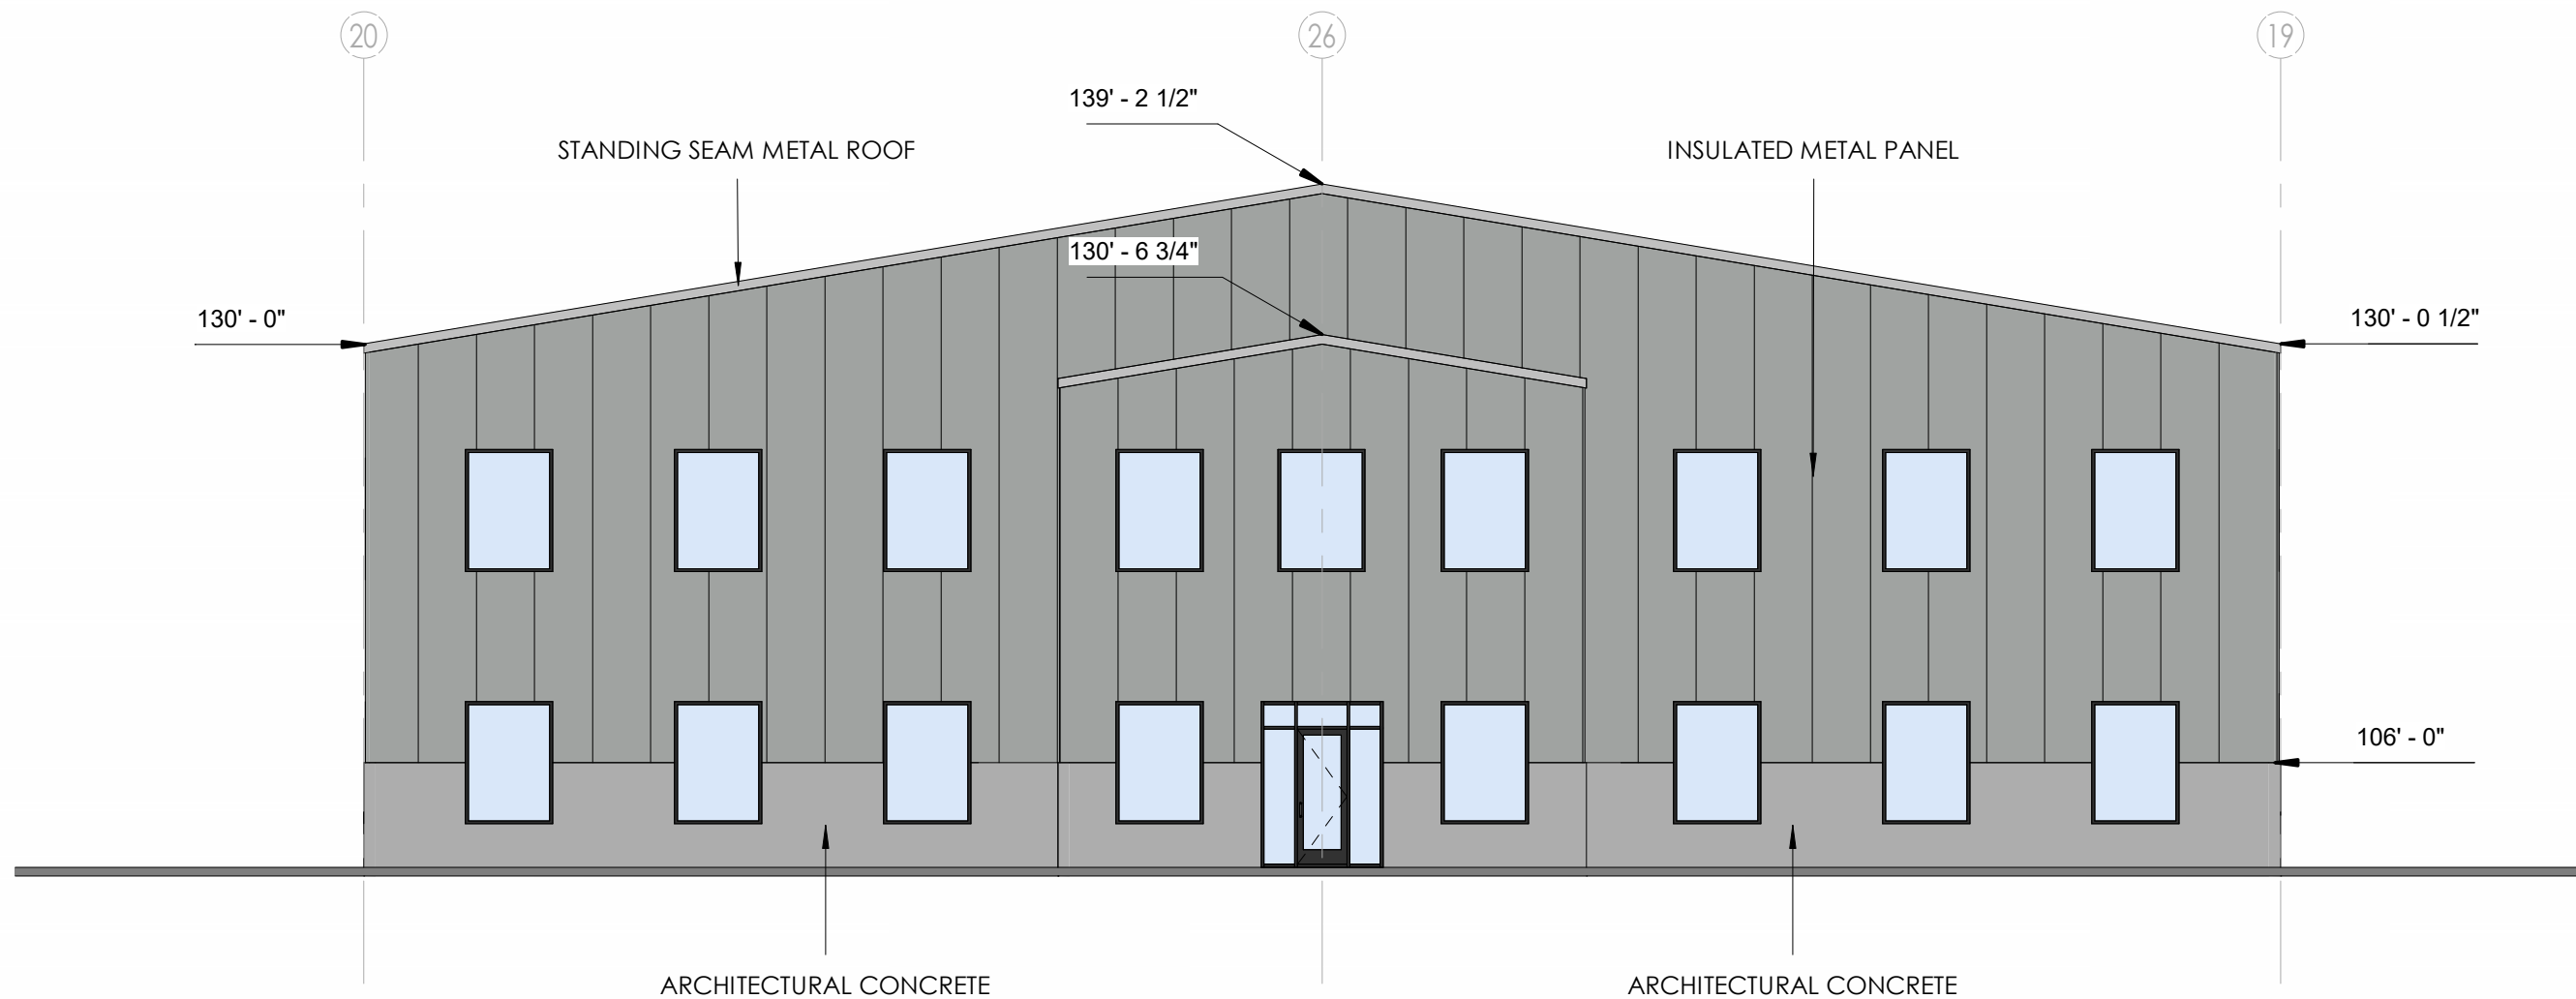 20
26
19
139' - 2 1/2"
STANDING SEAM METAL ROOF
INSULATED METAL PANEL
130' - 6 3/4"
130' - 0"
130' - 0 1/2"
106' - 0"
ARCHITECTURAL CONCRETE
ARCHITECTURAL CONCRETE